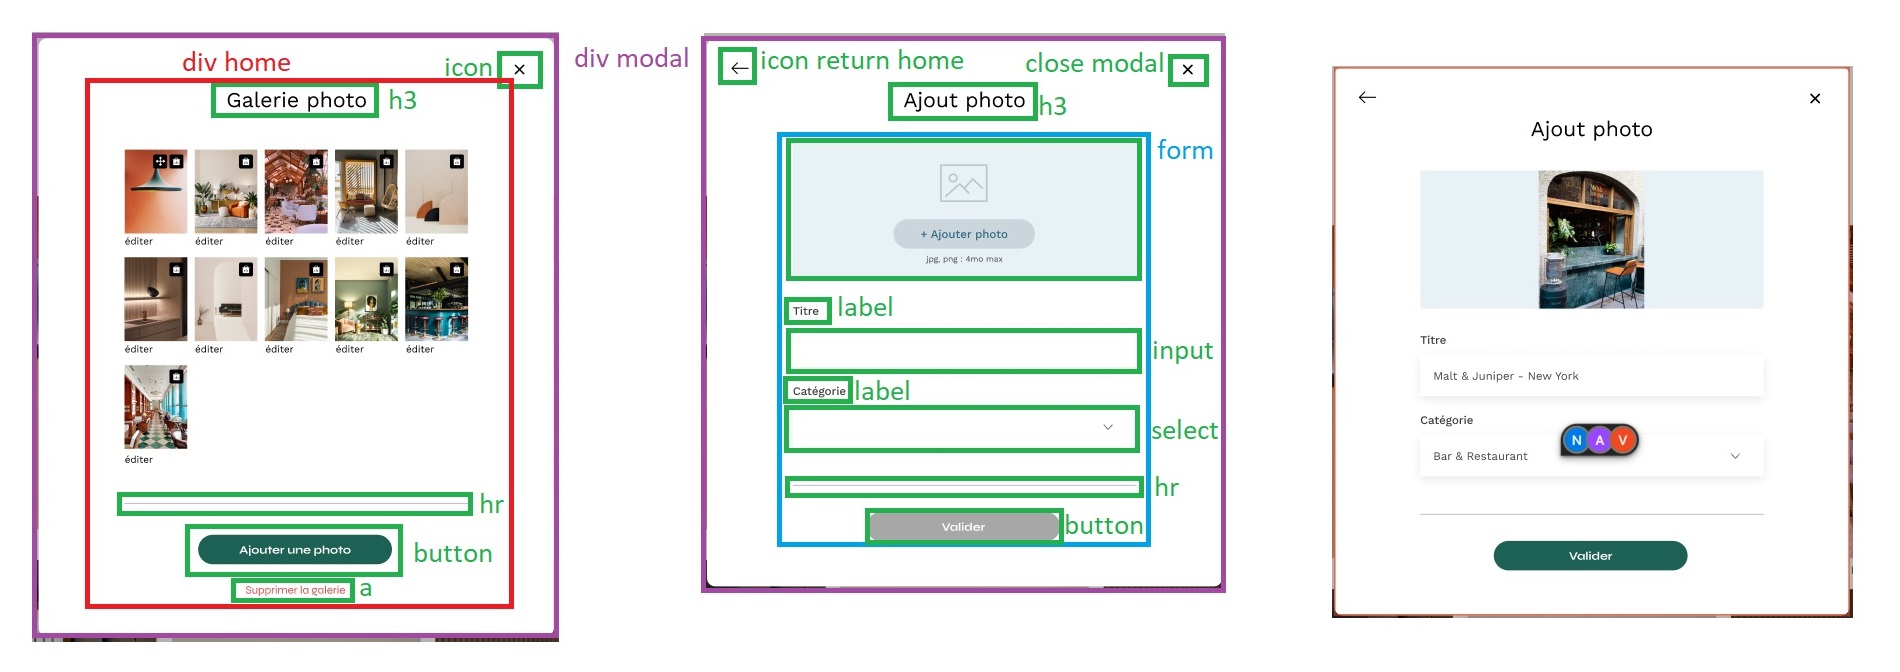 div home
icon
×
Galerie photo
h3
éditer
éditer
éditer
éditer
éditer
éditer
éditer
éditer
éditer
éditer
éditer
hr
Ajouter une photo
button
Supprimer la galerie
a
div modal
icon return home
close modal
×
Ajout photo
h3
form
+ Ajouter photo
jpg, png : 4mo max
Titre
label
input
Catégorie
label
select
hr
Valider
button
×
Ajout photo
Titre
Malt & Juniper - New York
Catégorie
N A V
Bar & Restaurant
Valider